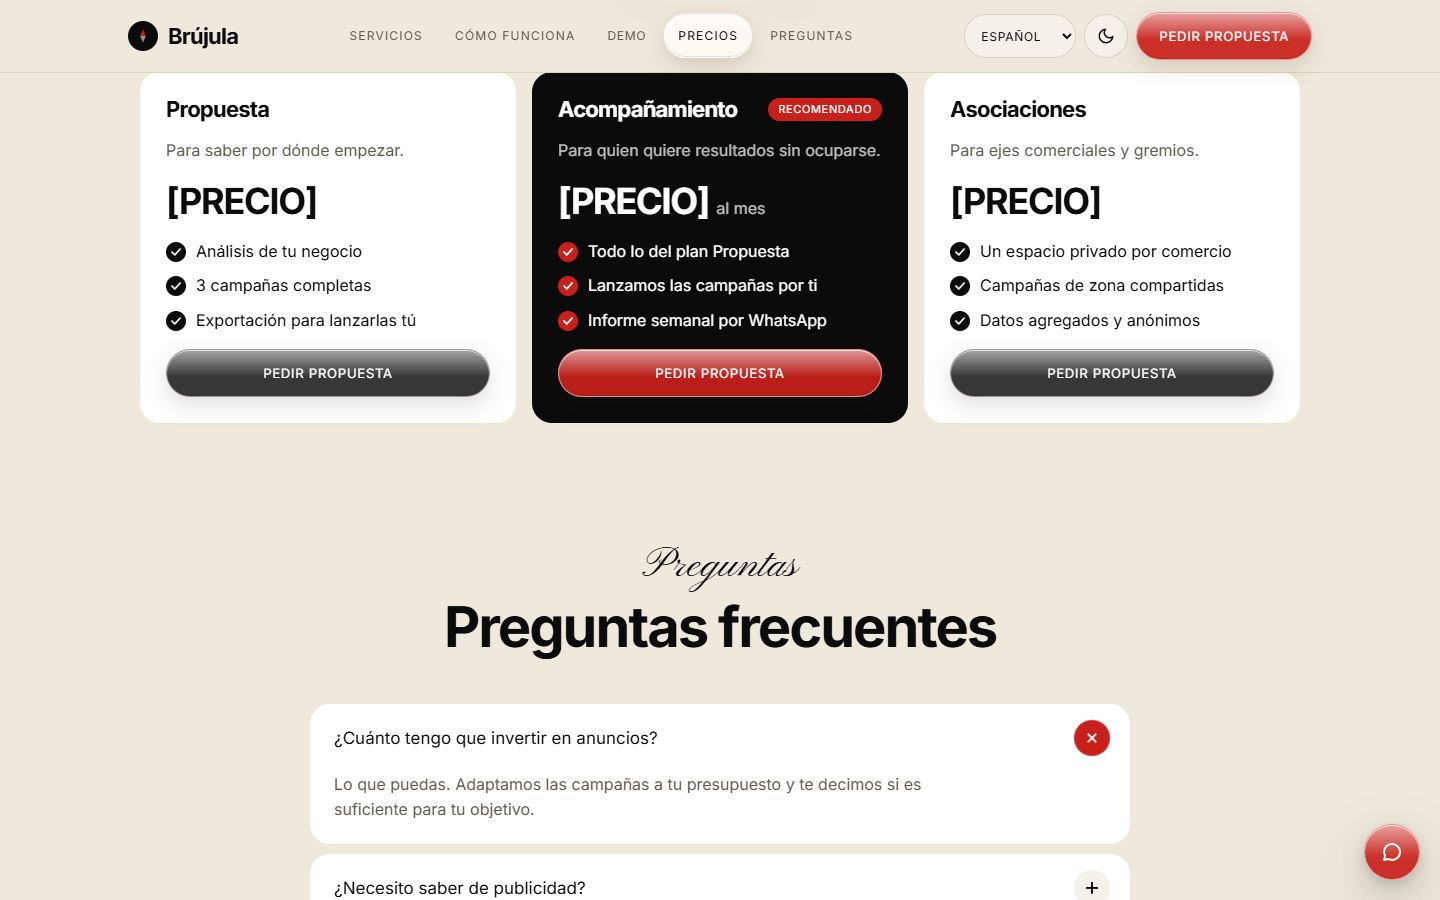 Brújula
SERVICIOS
CÓMO FUNCIONA
DEMO
PRECIOS
PREGUNTAS
ESPAÑOL
PEDIR PROPUESTA
Propuesta
Para saber por dónde empezar.
[PRECIO]
Análisis de tu negocio
3 campañas completas
Exportación para lanzarlas tú
PEDIR PROPUESTA
Acompañamiento
RECOMENDADO
Para quien quiere resultados sin ocuparse.
[PRECIO] al mes
Todo lo del plan Propuesta
Lanzamos las campañas por ti
Informe semanal por WhatsApp
PEDIR PROPUESTA
Asociaciones
Para ejes comerciales y gremios.
[PRECIO]
Un espacio privado por comercio
Campañas de zona compartidas
Datos agregados y anónimos
PEDIR PROPUESTA
Preguntas
Preguntas frecuentes
¿Cuánto tengo que invertir en anuncios?
Lo que puedas. Adaptamos las campañas a tu presupuesto y te decimos si es
suficiente para tu objetivo.
¿Necesito saber de publicidad?